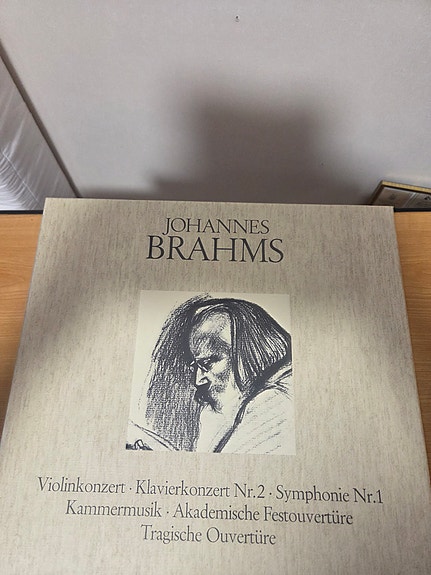 JOHANNES
BRAHMS
Violinkonzert · Klavierkonzert Nr.2 · Symphonie Nr.1
Kammermusik · Akademische Festouvertüre
Tragische Ouvertüre